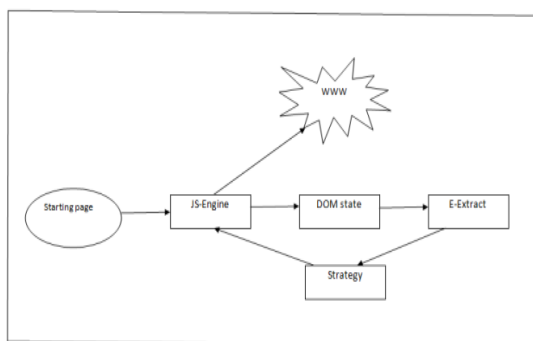 WWW
Starting page
JS-Engine
DOM state
E-Extract
Strategy